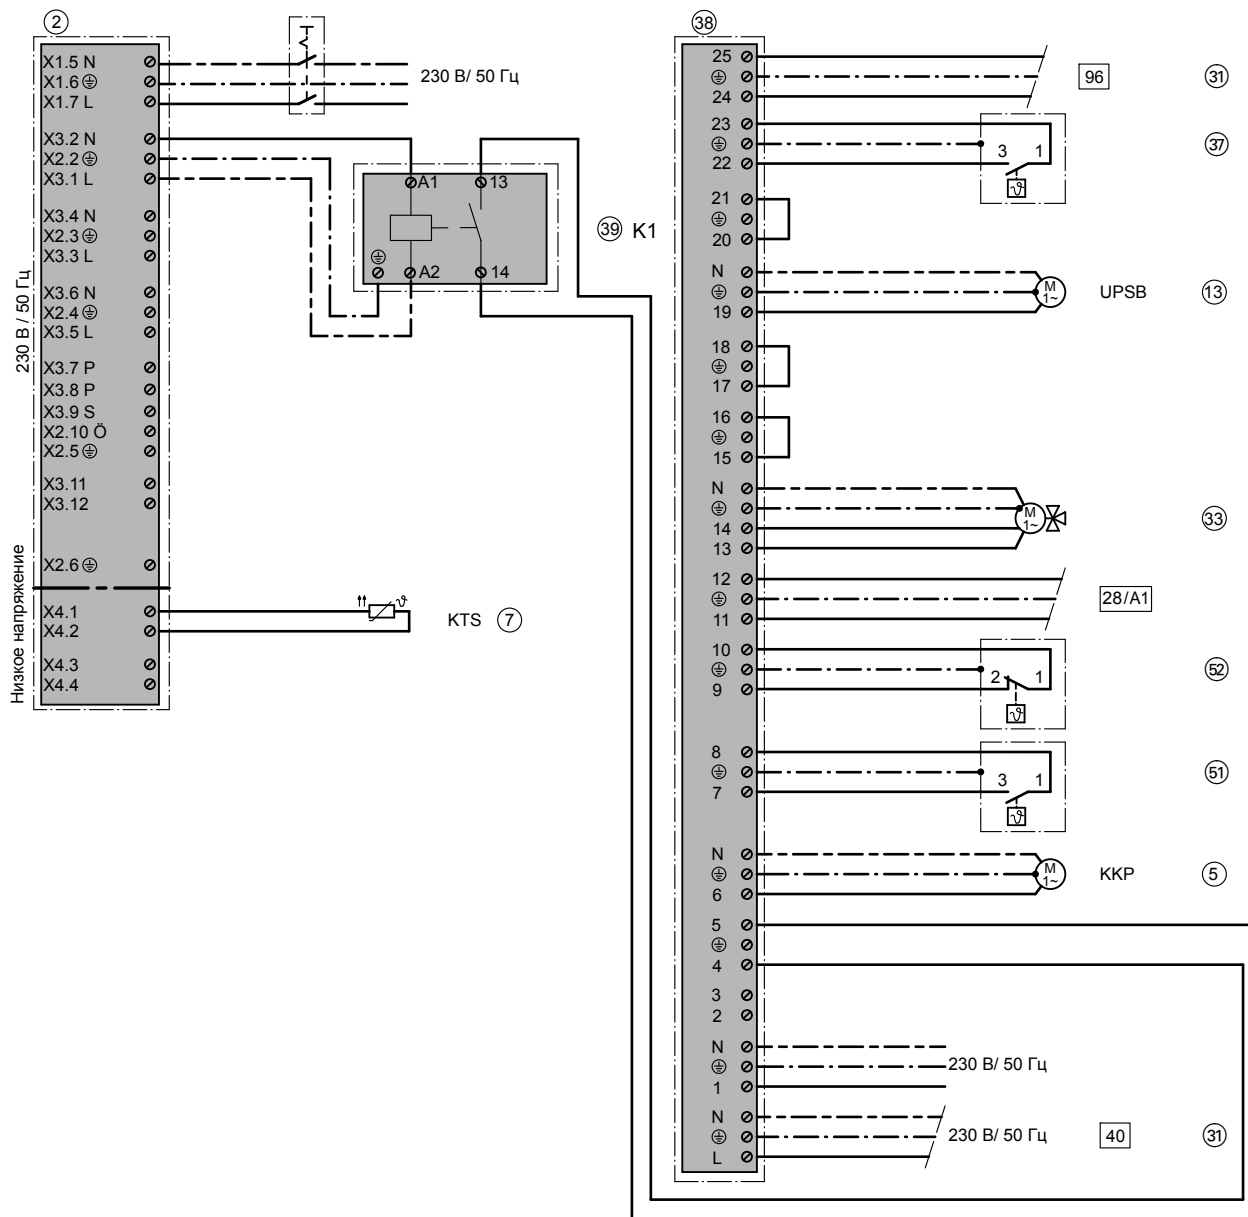 2
X1.5 N
X1.6
X1.7 L
230 В/ 50 Гц
X3.2 N
X2.2
X3.1 L
X3.4 N
X2.3
X3.3 L
X3.6 N
X2.4
X3.5 L
X3.7 P
X3.8 P
X3.9 S
X2.10 Ö
X2.5
X3.11
X3.12
X2.6
X4.1
X4.2
X4.3
X4.4
230 В / 50 Гц
Низкое напряжение
A1
13
A2
14
39 K1
ϑ
KTS 7
38
25
24
96 31
23
22
3 1
ϑ
37
21
20
N
19
M
1~
UPSB 13
18
17
16
15
N
14
13
M
1~
33
12
11
28/A1
10
9
2 1
ϑ
52
8
7
3 1
ϑ
51
N
6
M
1~
KKP 5
5
4
3
2
N
1
230 В/ 50 Гц
N
L
230 В/ 50 Гц
40 31